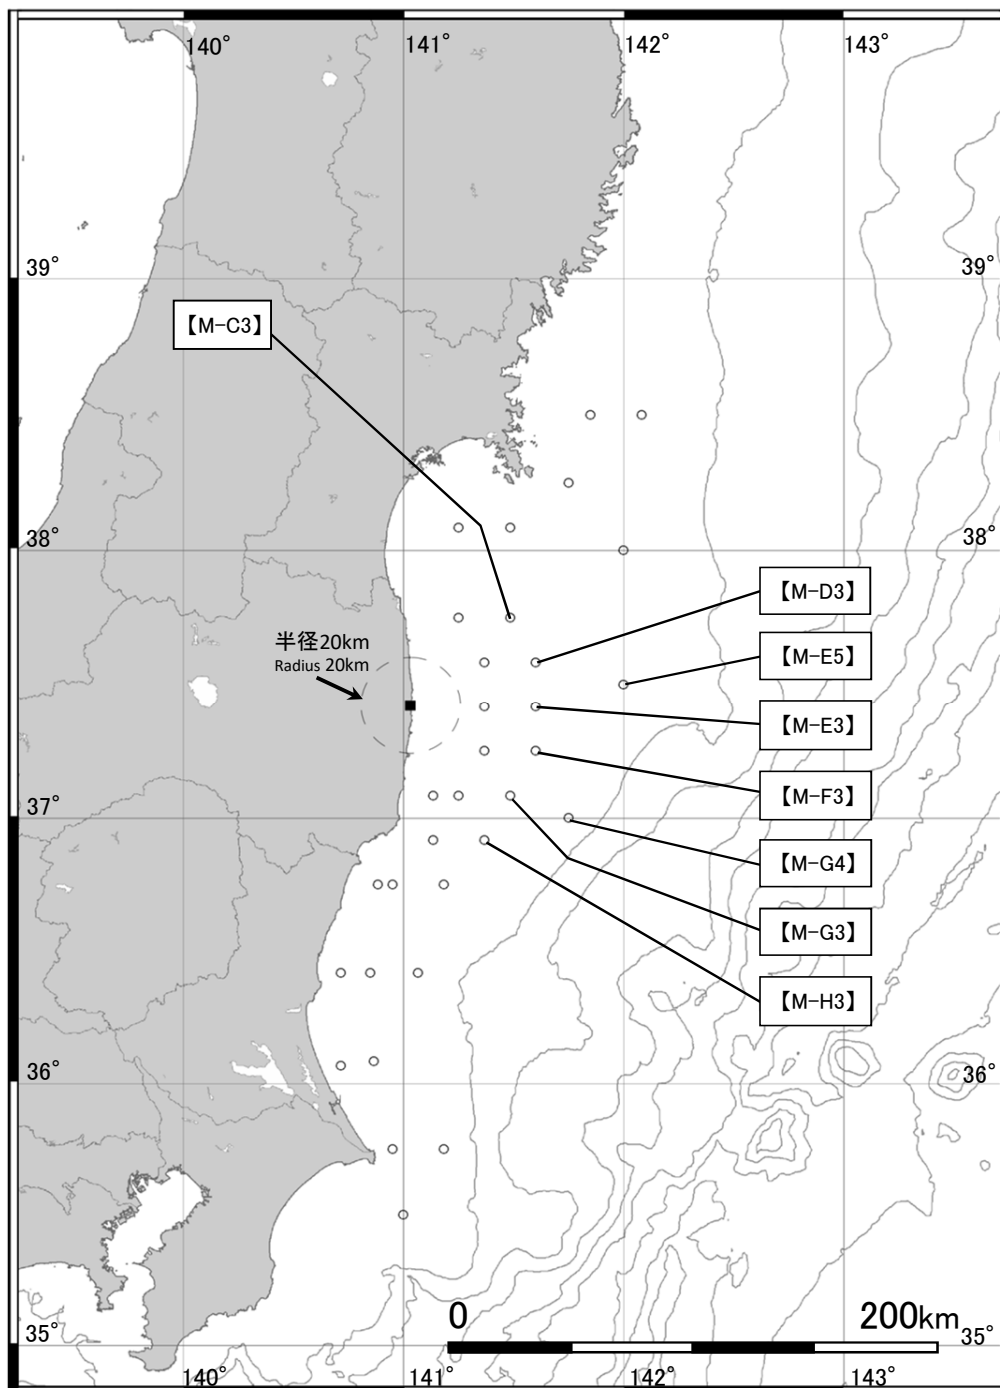 140°
141°
142°
143°
39°
39°
【M-C3】
38°
38°
【M-D3】
半径20km
Radius 20km
【M-E5】
【M-E3】
【M-F3】
37°
【M-G4】
【M-G3】
【M-H3】
36°
36°
0
200km
35°
35°
140°
141°
142°
143°